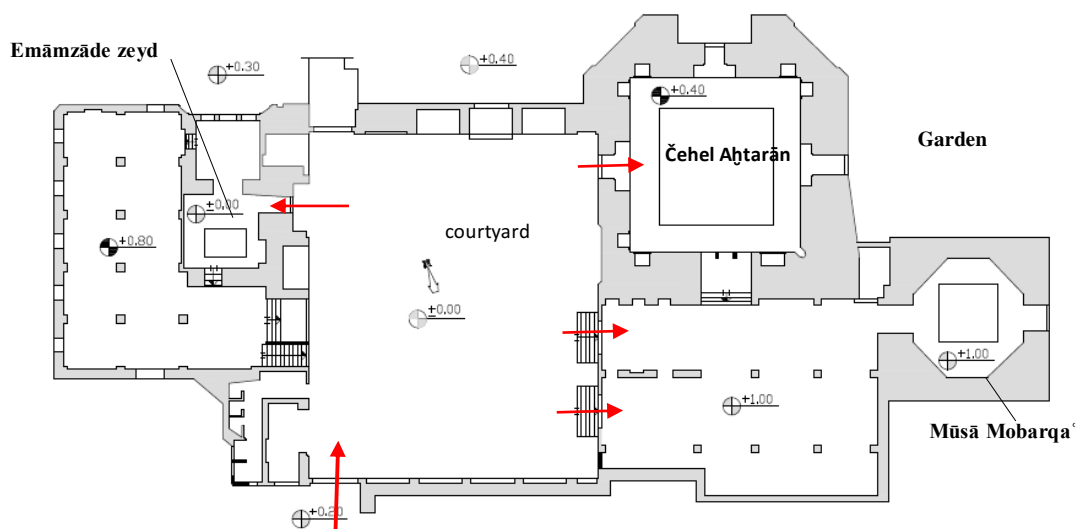 Emāmzāde zeyd
+0.30
+0.40
+0.40
Čehel Aḫtarān
Garden
±0.00
+0.80
courtyard
±0.00
+1.00
+1.00
Mūsā Mobarqaʿ
+0.20